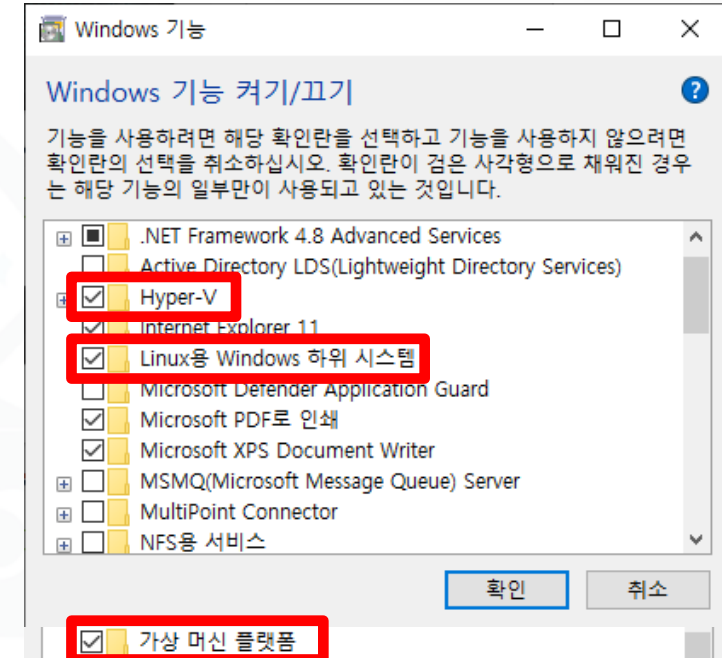 Windows 기능
Windows 기능 켜기/끄기
기능을 사용하려면 해당 확인란을 선택하고 기능을 사용하지 않으려면
확인란의 선택을 취소하십시오. 확인란이 검은 사각형으로 채워진 경우
는 해당 기능의 일부만이 사용되고 있는 것입니다.
.NET Framework 4.8 Advanced Services
Active Directory LDS(Lightweight Directory Services)
Hyper-V
Internet Explorer 11
Linux용 Windows 하위 시스템
Microsoft Defender Application Guard
Microsoft PDF로 인쇄
Microsoft XPS Document Writer
MSMQ(Microsoft Message Queue) Server
MultiPoint Connector
NFS용 서비스
확인
취소
가상 머신 플랫폼